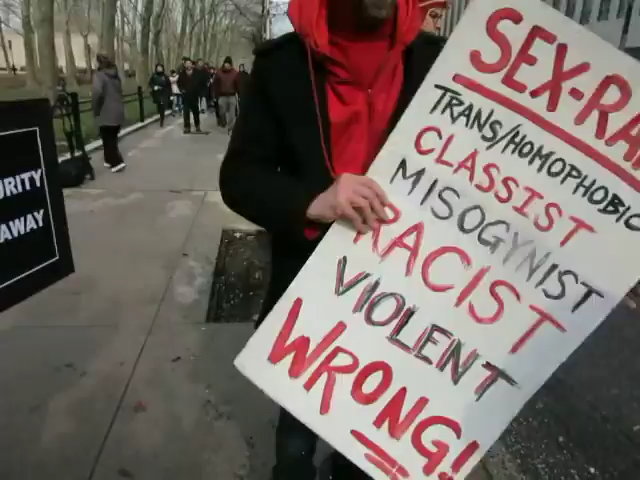 URITY
AWAY
SEX-RA
TRANS/HOMOPHOBIC
CLASSIST
MISOGYNIST
RACIST
VIOLENT
WRONG!